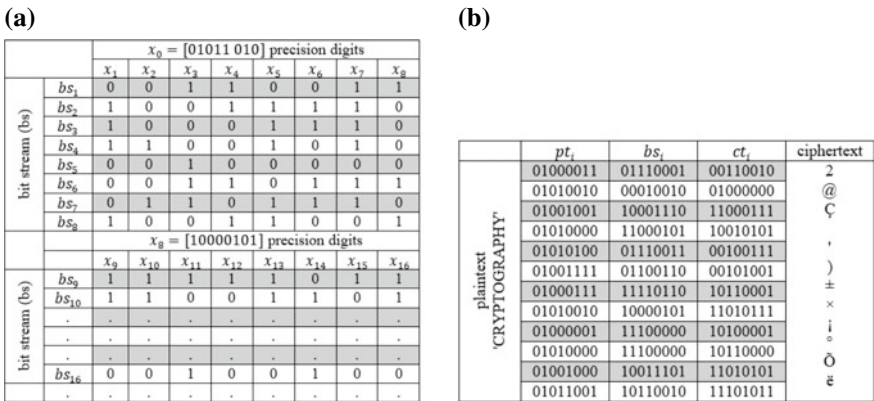 (a)
x₀ = [01011 010] precision digits
x₁ x₂ x₃ x₄ x₅ x₆ x₇ x₈
bit stream (bs)
bs₁ 0 0 1 1 0 0 1 1
bs₂ 1 0 0 1 1 1 1 0
bs₃ 1 0 0 0 1 1 1 0
bs₄ 1 1 0 0 1 0 1 0
bs₅ 0 0 1 0 0 0 0 0
bs₆ 0 0 1 1 0 1 1 1
bs₇ 0 1 1 0 1 1 1 0
bs₈ 1 0 0 1 1 0 0 1
x₈ = [10000101] precision digits
x₉ x₁₀ x₁₁ x₁₂ x₁₃ x₁₄ x₁₅ x₁₆
bit stream (bs)
bs₉ 1 1 1 1 1 0 1 1
bs₁₀ 1 1 0 0 1 1 0 1
. . . . . . . . .
. . . . . . . . .
. . . . . . . . .
bs₁₆ 0 0 1 0 0 1 0 0
. . . . . . . . .
(b)
ptᵢ bsᵢ ctᵢ ciphertext
plaintext
'CRYPTOGRAPHY'
01000011 01110001 00110010 2
01010010 00010010 01000000 @
01001001 10001110 11000111 Ç
01010000 11000101 10010101
01010100 01110011 00100111 '
01001111 01100110 00101001 )
01000111 11110110 10110001 ±
01010010 10000101 11010111 ×
01000001 11100000 10100001 ¡
01010000 11100000 10110000 °
01001000 10011101 11010101 Õ
01011001 10110010 11101011 ë